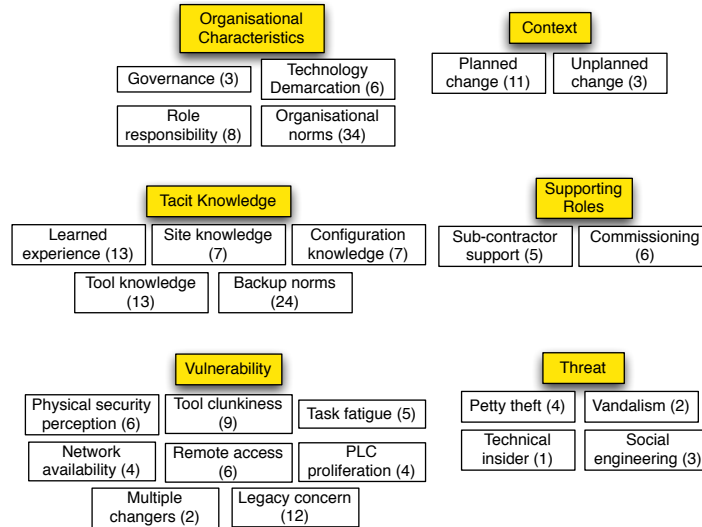 Organisational
Characteristics
Governance (3)
Technology
Demarcation (6)
Role
responsibility (8)
Organisational
norms (34)
Context
Planned
change (11)
Unplanned
change (3)
Tacit Knowledge
Learned
experience (13)
Site knowledge
(7)
Configuration
knowledge (7)
Tool knowledge
(13)
Backup norms
(24)
Supporting
Roles
Sub-contractor
support (5)
Commissioning
(6)
Vulnerability
Physical security
perception (6)
Tool clunkiness
(9)
Task fatigue (5)
Network
availability (4)
Remote access
(6)
PLC
proliferation (4)
Multiple
changers (2)
Legacy concern
(12)
Threat
Petty theft (4)
Vandalism (2)
Technical
insider (1)
Social
engineering (3)